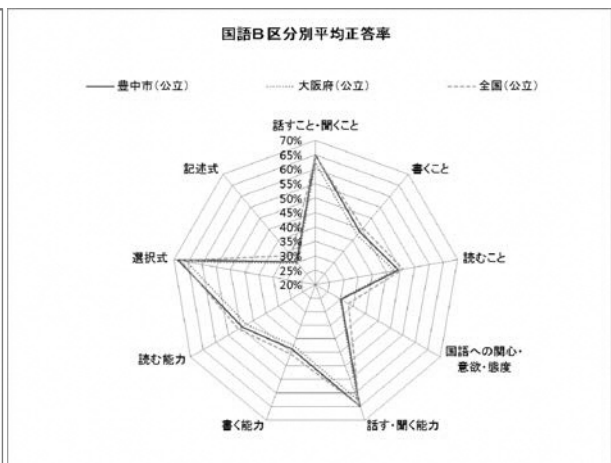 国語B区分別平均正答率
豊中市(公立)
大阪府(公立)
全国(公立)
話すこと・聞くこと
70%
65%
60%
55%
50%
45%
40%
35%
30%
25%
20%
書くこと
読むこと
国語への関心・
意欲・態度
話す・聞く能力
書く能力
読む能力
選択式
記述式